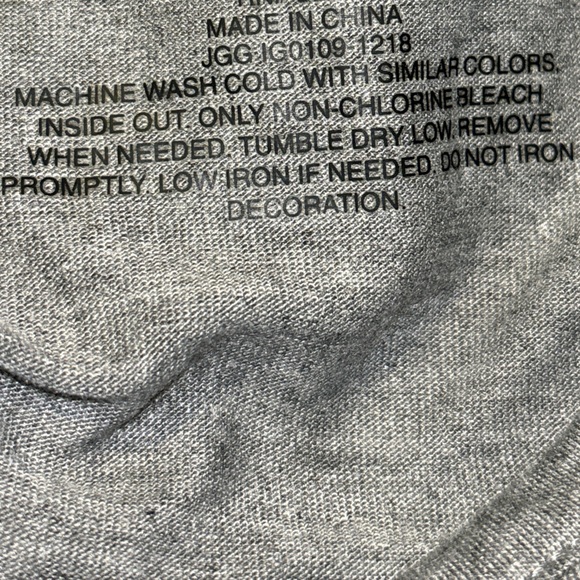 MADE IN CHINA
JGG IG0109 1218
MACHINE WASH COLD WITH SIMILAR COLORS.
INSIDE OUT. ONLY NON-CHLORINE BLEACH
WHEN NEEDED. TUMBLE DRY LOW. REMOVE
PROMPTLY. LOW IRON IF NEEDED. DO NOT IRON
DECORATION.